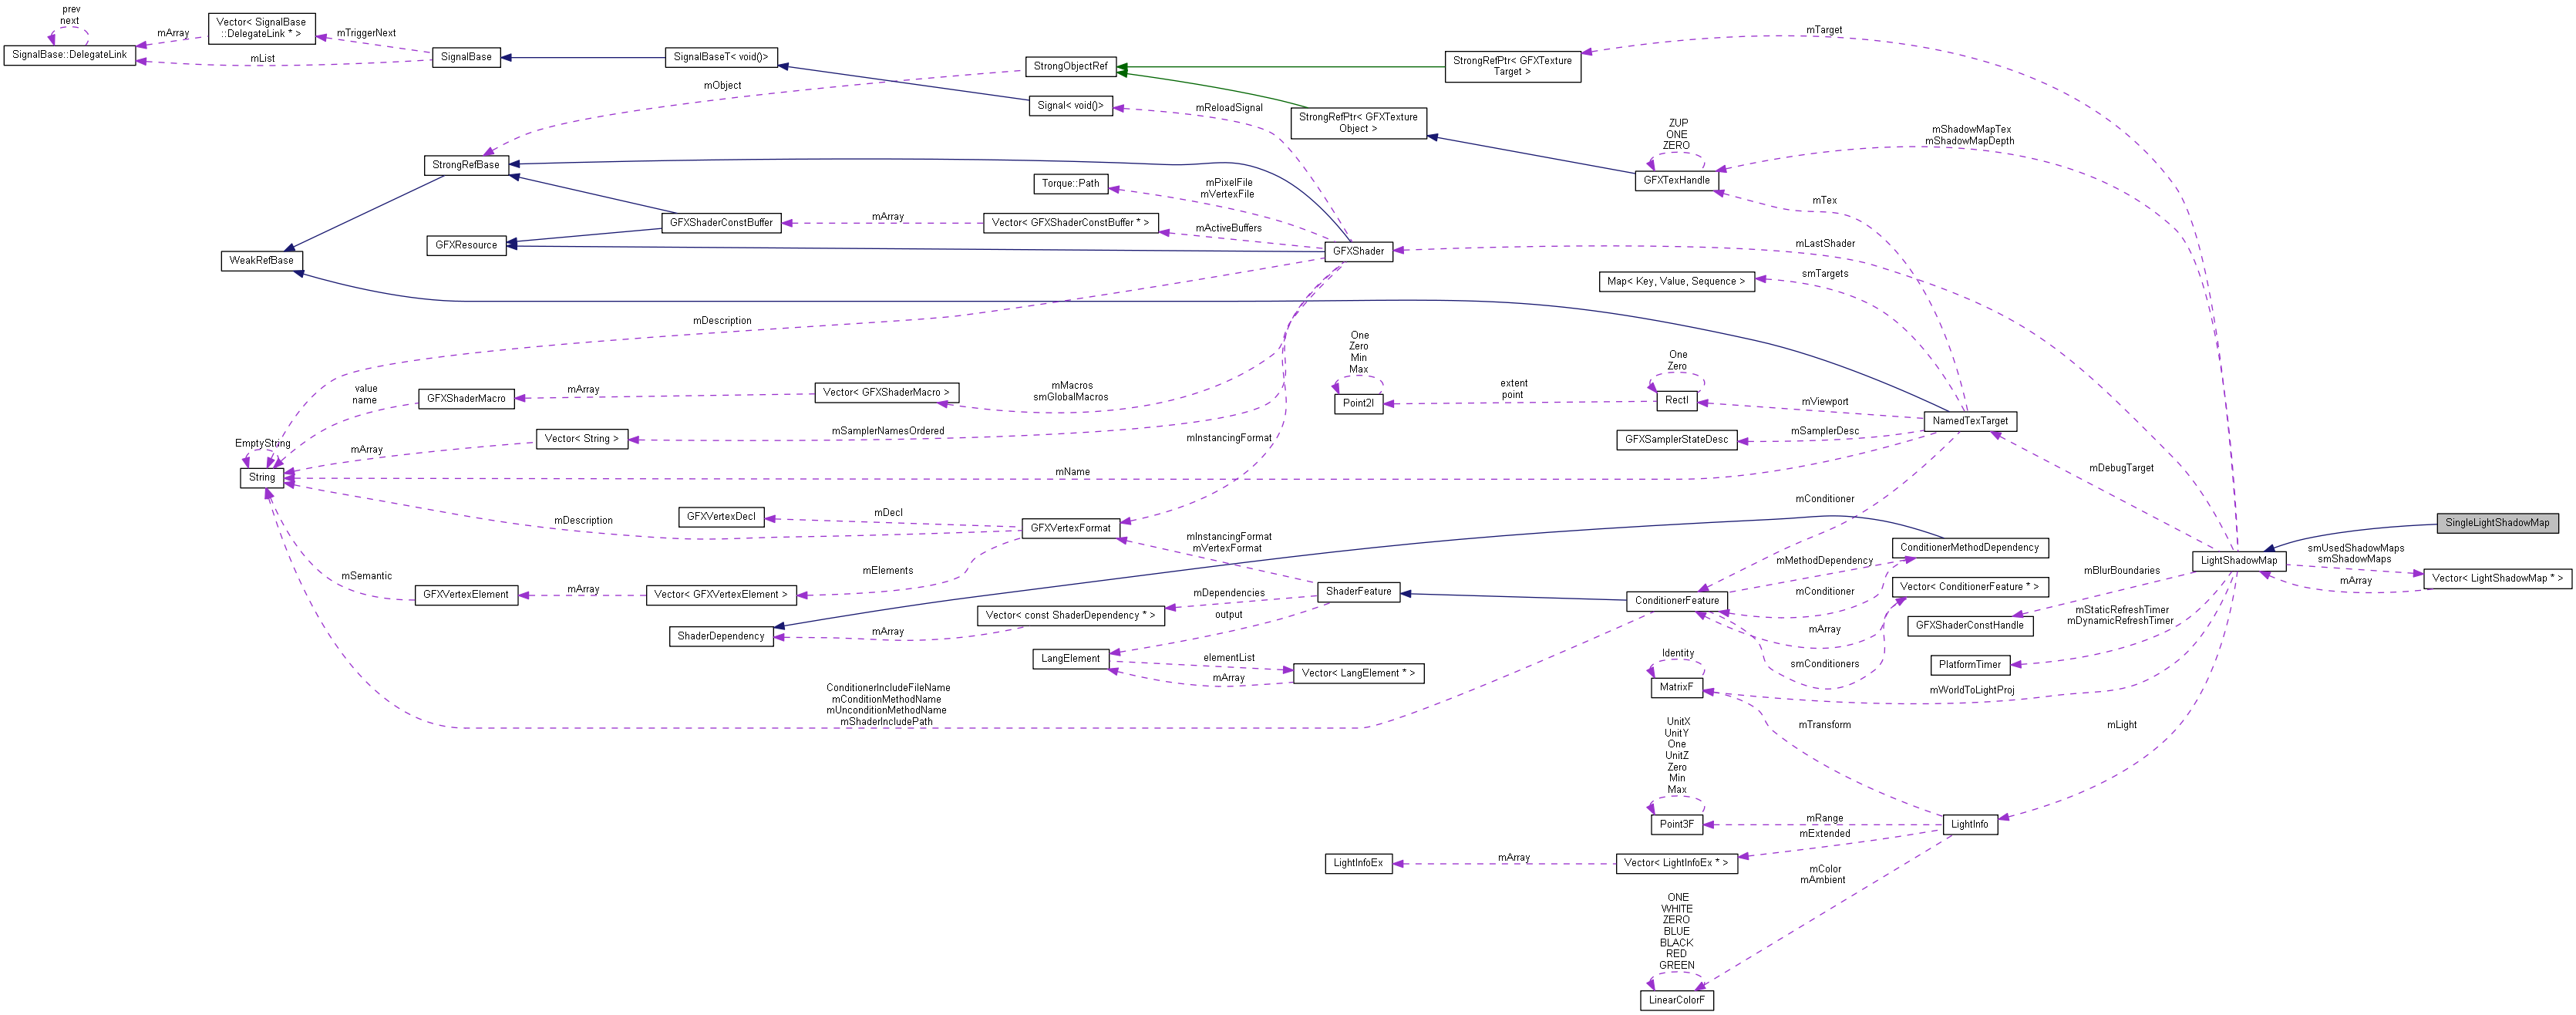 prev
next
Vector< SignalBase
::DelegateLink * >
mArray
SignalBase::DelegateLink
mTriggerNext
mList
SignalBase
SignalBaseT< void()>
StrongObjectRef
mObject
Signal< void()>
mReloadSignal
StrongRefPtr< GFXTexture
Target >
mTarget
StrongRefPtr< GFXTexture
Object >
ZUP
ONE
ZERO
GFXTexHandle
mShadowMapTex
mShadowMapDepth
mTex
StrongRefBase
Torque::Path
mPixelFile
mVertexFile
GFXShaderConstBuffer
mArray
Vector< GFXShaderConstBuffer * >
mActiveBuffers
GFXResource
WeakRefBase
GFXShader
mLastShader
Map< Key, Value, Sequence >
smTargets
mDescription
One
Zero
Min
Max
Point2I
extent
point
One
Zero
RectI
mViewport
NamedTexTarget
GFXSamplerStateDesc
mSamplerDesc
value
name
GFXShaderMacro
mArray
Vector< GFXShaderMacro >
mMacros
smGlobalMacros
EmptyString
String
mArray
Vector< String >
mSamplerNamesOrdered
mInstancingFormat
mName
mDebugTarget
mConditioner
GFXVertexDecl
mDecl
mDescription
GFXVertexFormat
mInstancingFormat
mVertexFormat
mSemantic
GFXVertexElement
mArray
Vector< GFXVertexElement >
mElements
ShaderFeature
mDependencies
Vector< const ShaderDependency * >
output
ShaderDependency
mArray
LangElement
elementList
mArray
Vector< LangElement * >
ConditionerFeature
mMethodDependency
mConditioner
mArray
smConditioners
ConditionerMethodDependency
Vector< ConditionerFeature * >
SingleLightShadowMap
LightShadowMap
smUsedShadowMaps
smShadowMaps
mArray
Vector< LightShadowMap * >
mBlurBoundaries
GFXShaderConstHandle
mStaticRefreshTimer
mDynamicRefreshTimer
PlatformTimer
Identity
MatrixF
mWorldToLightProj
mTransform
mLight
ConditionerIncludeFileName
mConditionMethodName
mUnconditionMethodName
mShaderIncludePath
UnitX
UnitY
One
UnitZ
Zero
Min
Max
Point3F
mRange
LightInfo
mExtended
LightInfoEx
mArray
Vector< LightInfoEx * >
mColor
mAmbient
ONE
WHITE
ZERO
BLUE
BLACK
RED
GREEN
LinearColorF